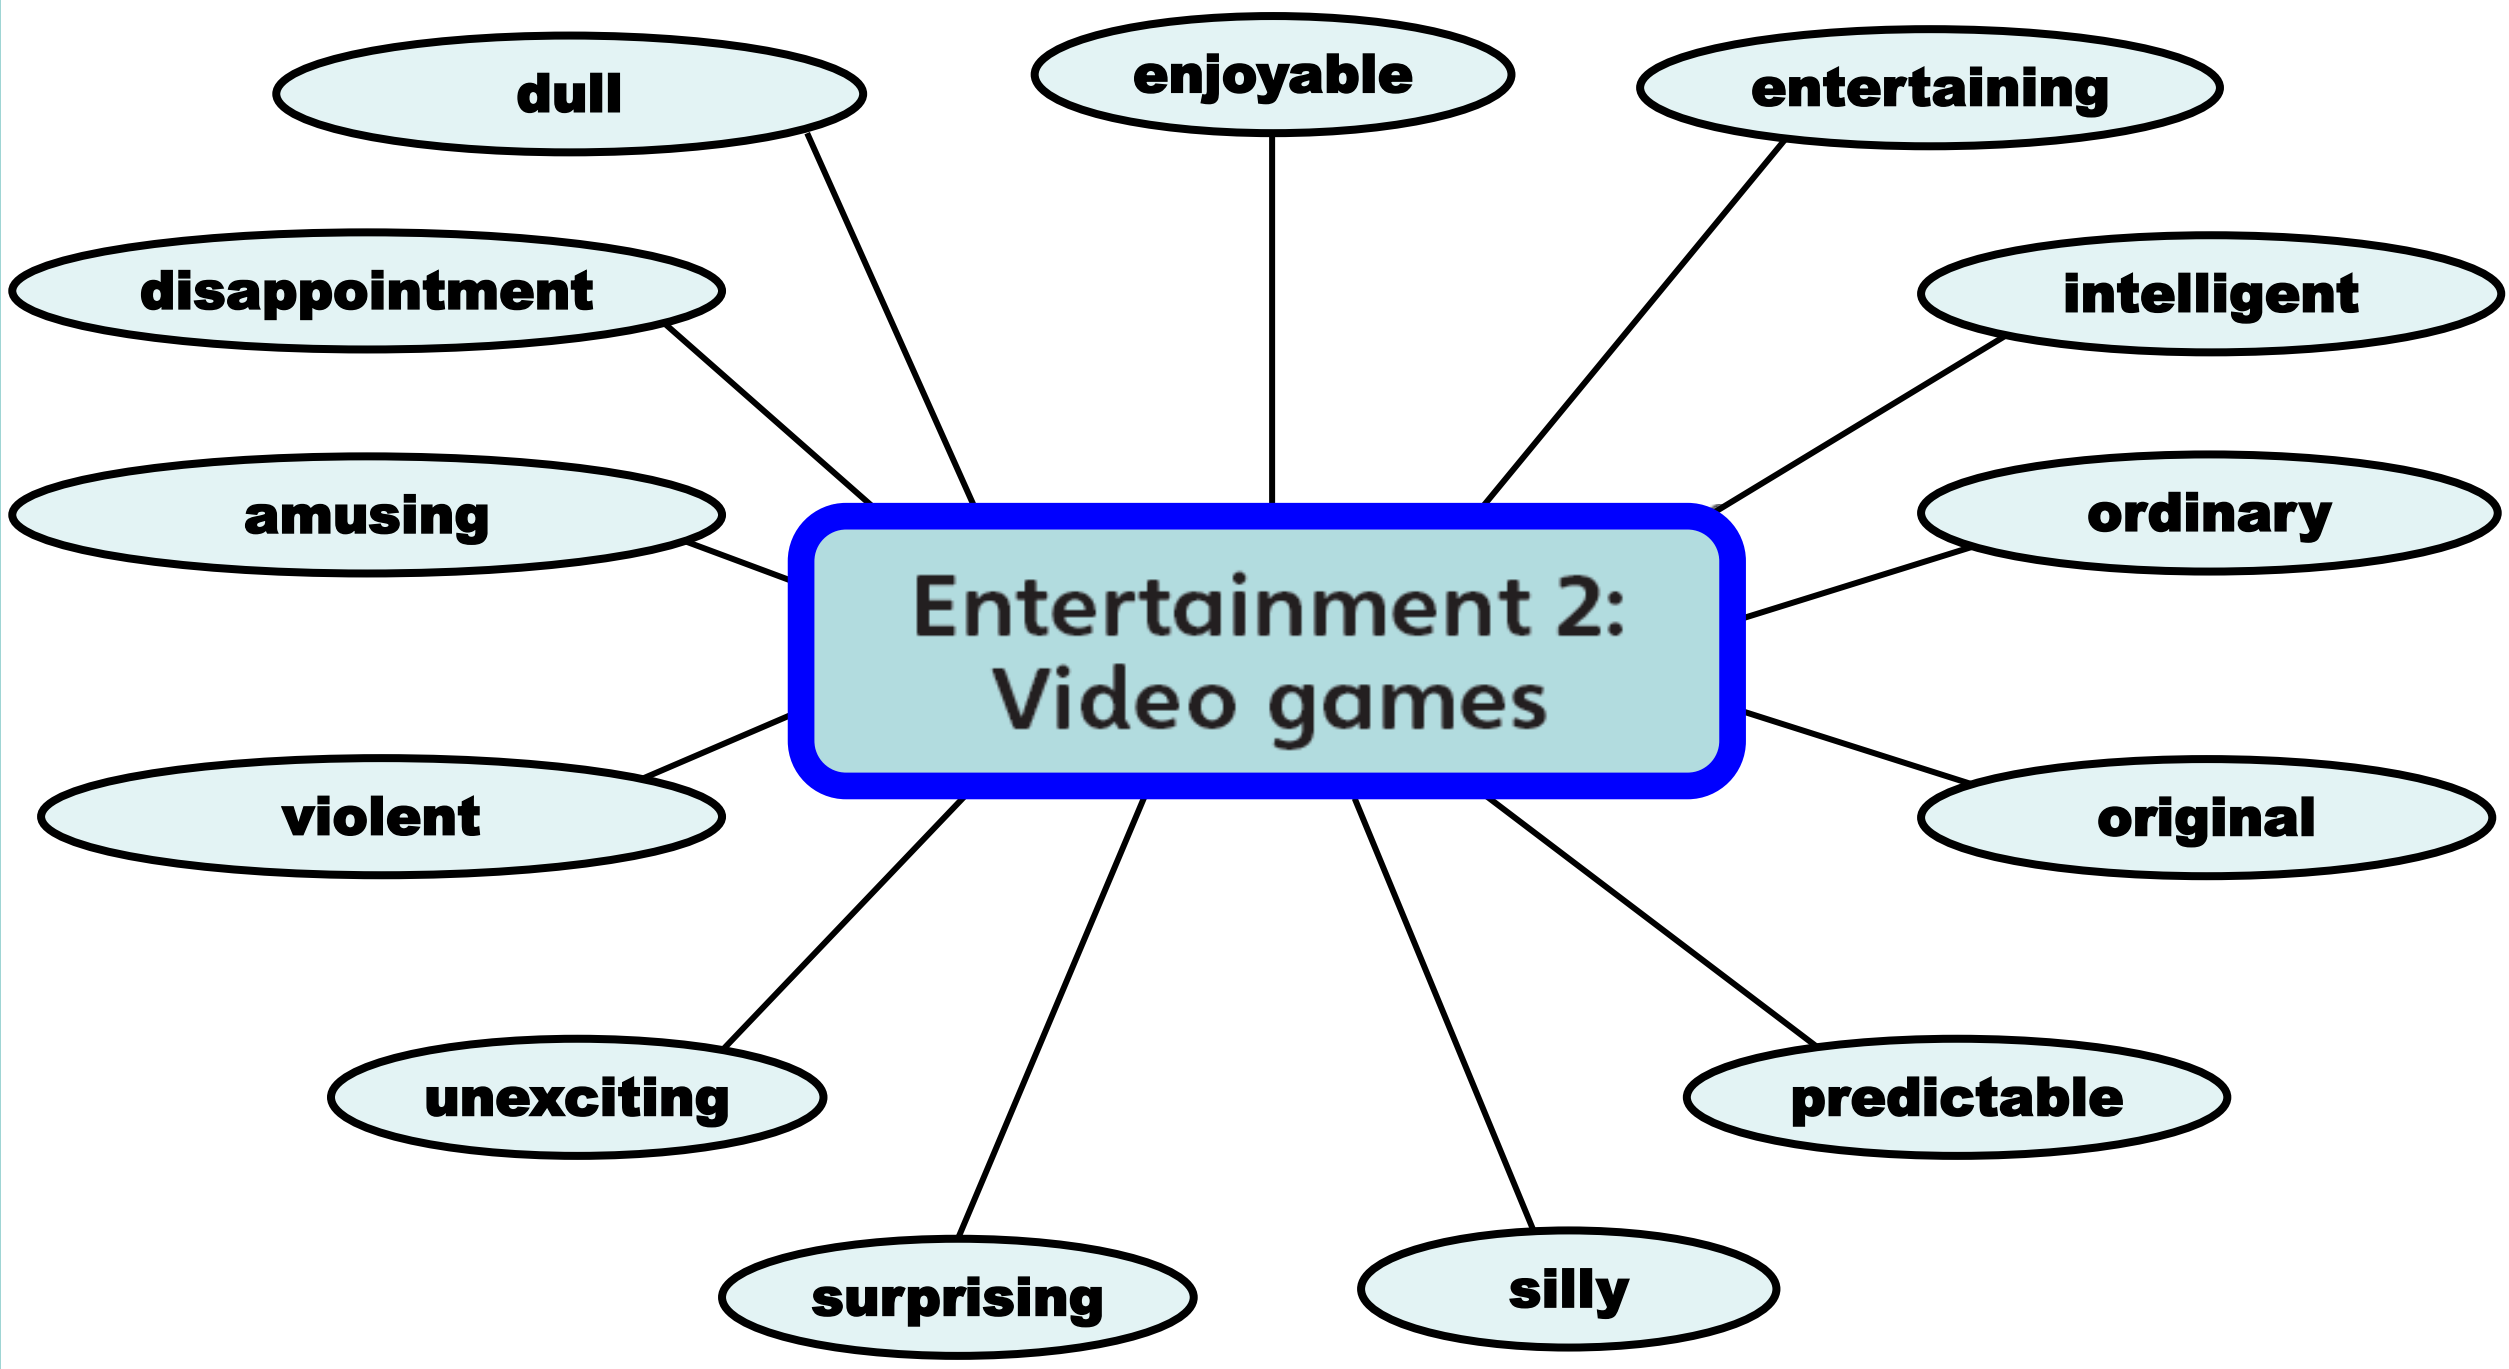 dull
enjoyable
entertaining
disappointment
intelligent
amusing
ordinary
Entertainment 2:
Video games
violent
original
unexciting
predictable
surprising
silly